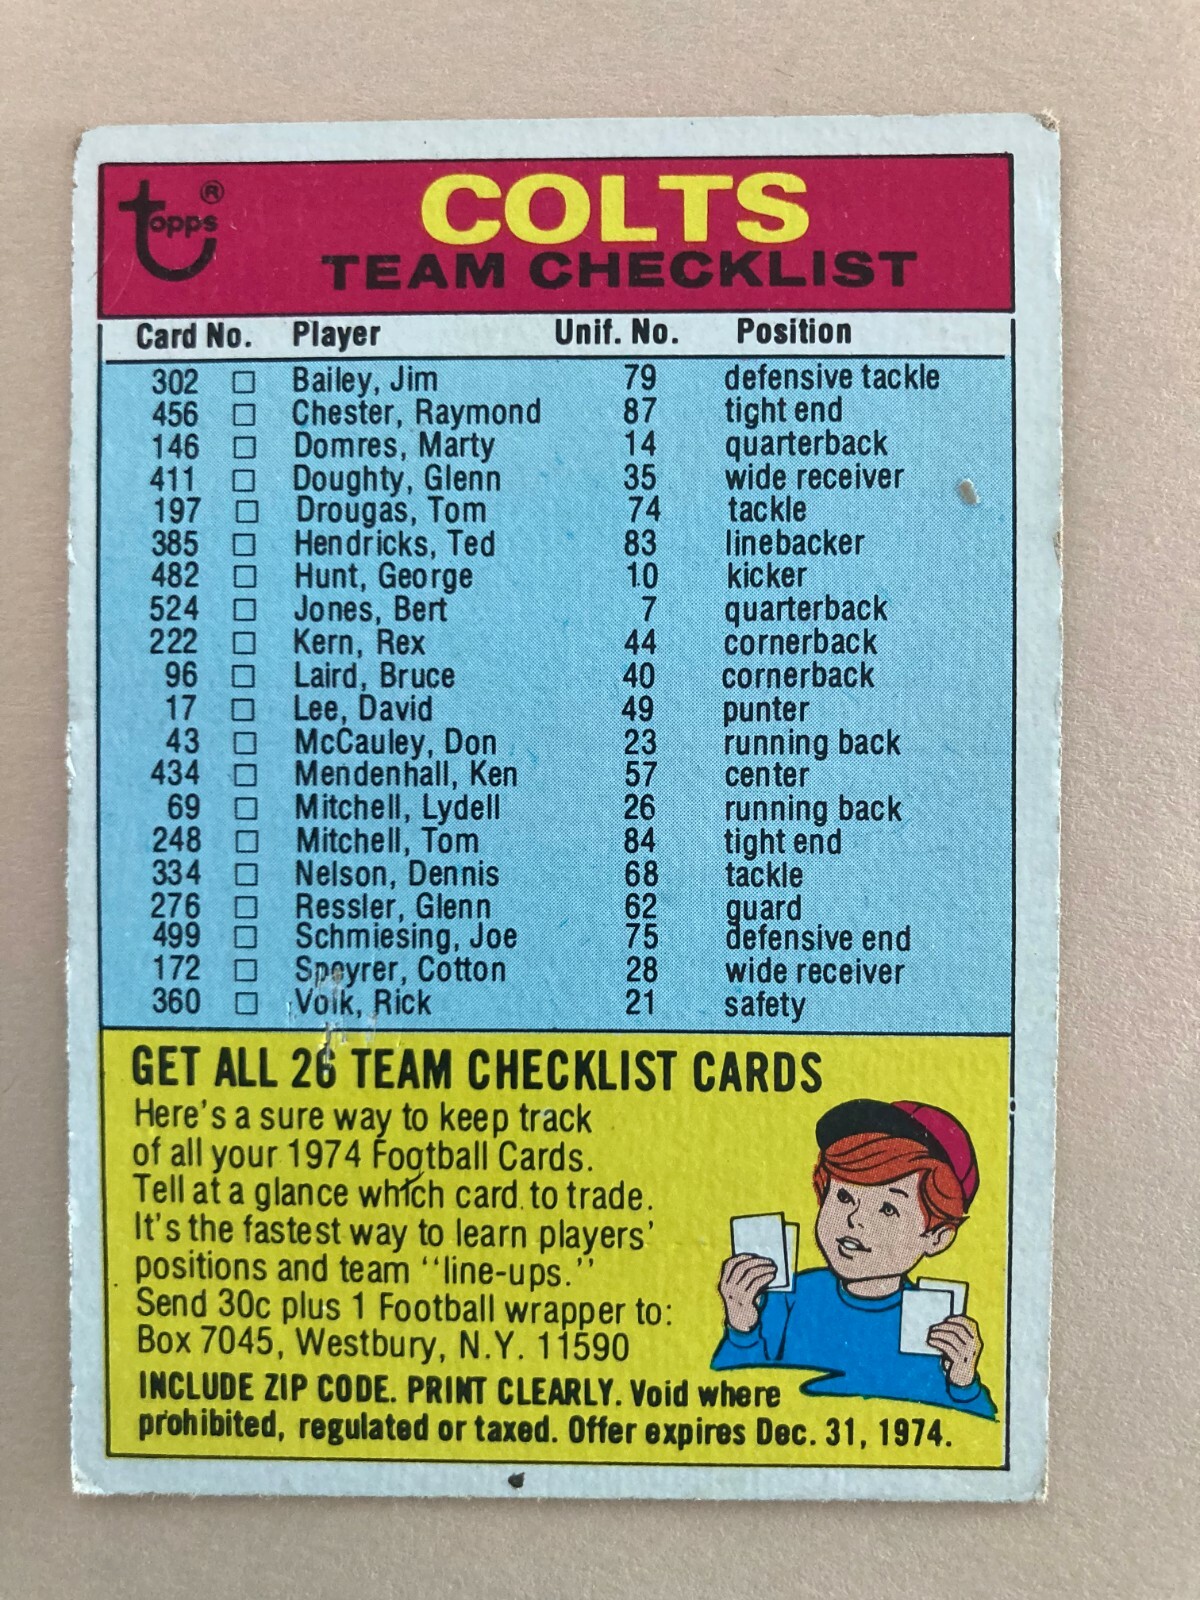 topps ®
COLTS
TEAM CHECKLIST
Card No. Player Unif. No. Position
302 Bailey, Jim 79 defensive tackle
456 Chester, Raymond 87 tight end
146 Domres, Marty 14 quarterback
411 Doughty, Glenn 35 wide receiver
197 Drougas, Tom 74 tackle
385 Hendricks, Ted 83 linebacker
482 Hunt, George 10 kicker
524 Jones, Bert 7 quarterback
222 Kern, Rex 44 cornerback
96 Laird, Bruce 40 cornerback
17 Lee, David 49 punter
43 McCauley, Don 23 running back
434 Mendenhall, Ken 57 center
69 Mitchell, Lydell 26 running back
248 Mitchell, Tom 84 tight end
334 Nelson, Dennis 68 tackle
276 Ressler, Glenn 62 guard
499 Schmiesing, Joe 75 defensive end
172 Speyrer, Cotton 28 wide receiver
360 Volk, Rick 21 safety
GET ALL 26 TEAM CHECKLIST CARDS
Here's a sure way to keep track
of all your 1974 Football Cards.
Tell at a glance which card to trade.
It's the fastest way to learn players'
positions and team "line-ups."
Send 30c plus 1 Football wrapper to:
Box 7045, Westbury, N.Y. 11590
INCLUDE ZIP CODE. PRINT CLEARLY. Void where
prohibited, regulated or taxed. Offer expires Dec. 31, 1974.